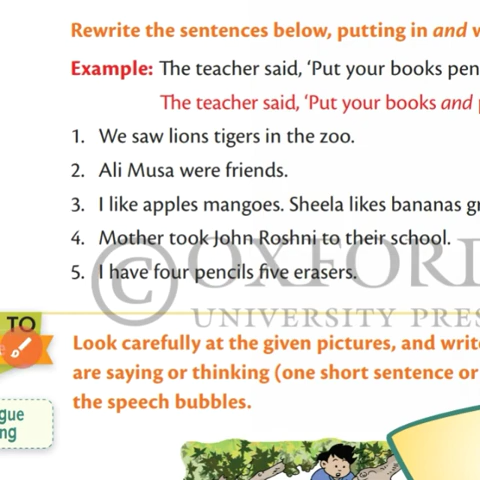 Rewrite the sentences below, putting in and
Example: The teacher said, ‘Put your books pen
The teacher said, ‘Put your books and
1. We saw lions tigers in the zoo.
2. Ali Musa were friends.
3. I like apples mangoes. Sheela likes bananas
4. Mother took John Roshni to their school.
5. I have four pencils five erasers.
© OXFORD
UNIVERSITY PRES
TO
Look carefully at the given pictures, and write
are saying or thinking (one short sentence or
the speech bubbles.
gue
ng